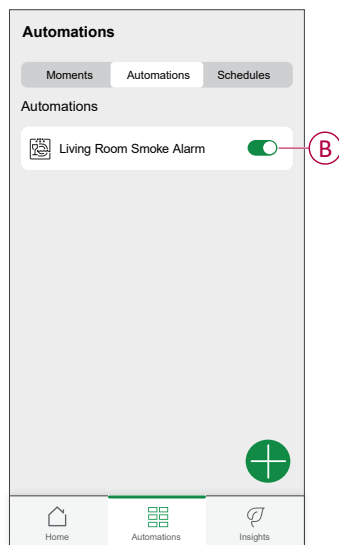 Automations
Moments Automations Schedules
Automations
Living Room Smoke Alarm
B
Home Automations Insights